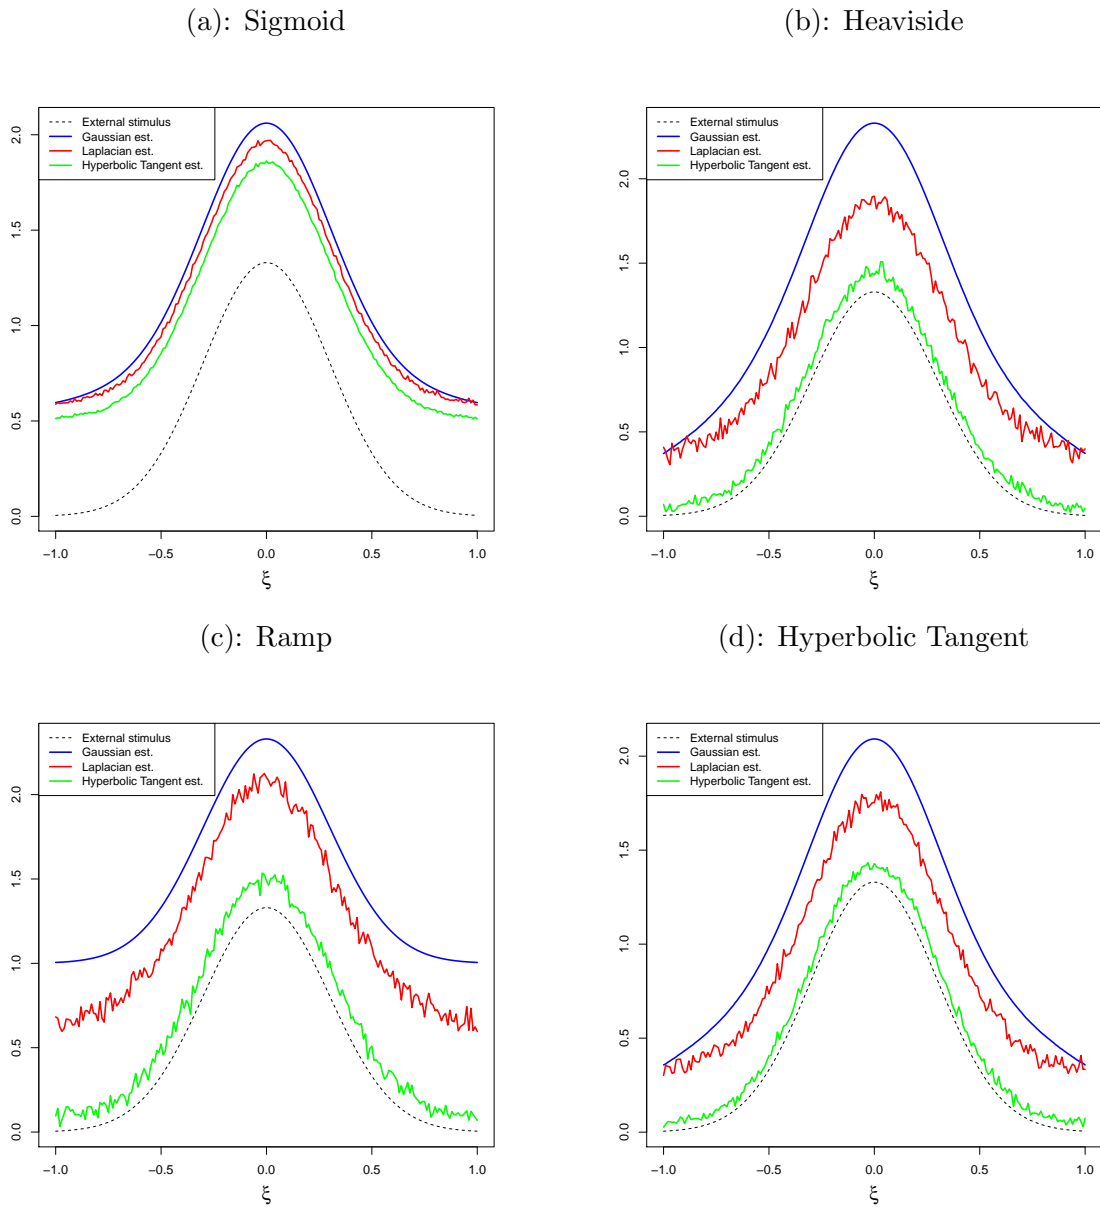 (a): Sigmoid
External stimulus
Gaussian est.
Laplacian est.
Hyperbolic Tangent est.
0.0
0.5
1.0
1.5
2.0
−1.0 −0.5 0.0 0.5 1.0
ξ
(b): Heaviside
External stimulus
Gaussian est.
Laplacian est.
Hyperbolic Tangent est.
0.0
0.5
1.0
1.5
2.0
−1.0 −0.5 0.0 0.5 1.0
ξ
(c): Ramp
External stimulus
Gaussian est.
Laplacian est.
Hyperbolic Tangent est.
0.0
0.5
1.0
1.5
2.0
−1.0 −0.5 0.0 0.5 1.0
ξ
(d): Hyperbolic Tangent
External stimulus
Gaussian est.
Laplacian est.
Hyperbolic Tangent est.
0.0
0.5
1.0
1.5
2.0
−1.0 −0.5 0.0 0.5 1.0
ξ